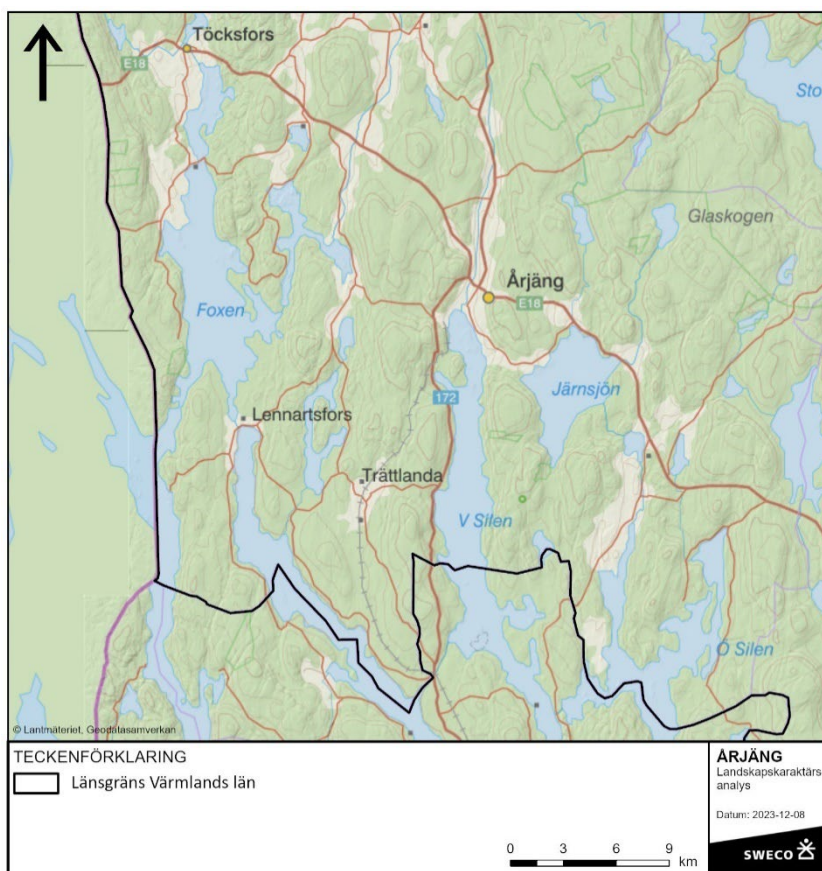 Töcksfors
E18
Sto
Glaskogen
Årjäng
E18
Foxen
172
Järnsjön
Lennartsfors
Trättlanda
V Silen
Ö Silen
© Lantmäteriet, Geodatasamverkan
TECKENFÖRKLARING
Länsgräns Värmlands län
ÅRJÄNG
Landskapskaraktärs
analys
Datum: 2023-12-08
0 3 6 9
km
SWECO